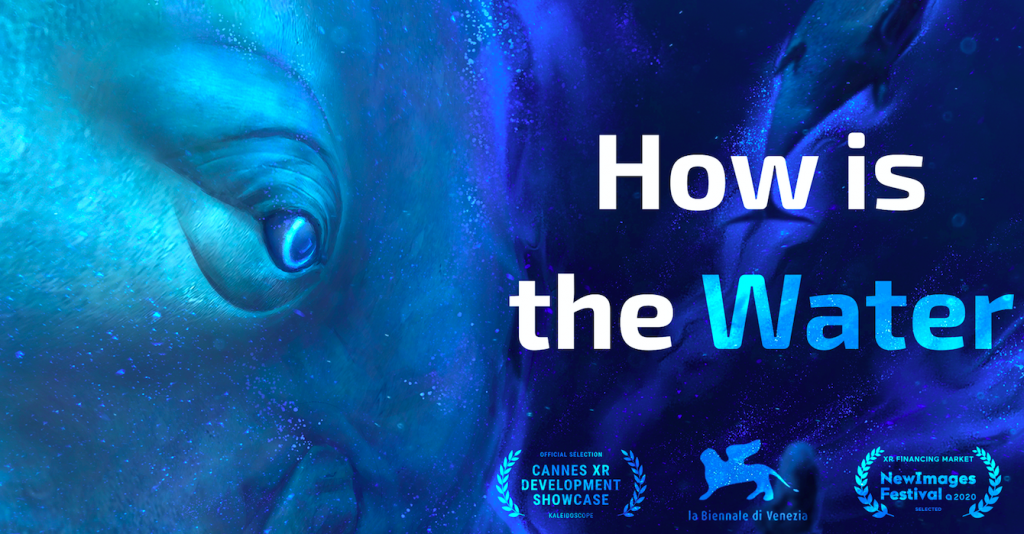 How is
the Water
OFFICIAL SELECTION
CANNES XR
DEVELOPMENT
SHOWCASE
KALEIDOSCOPE
la Biennale di Venezia
XR FINANCING MARKET
NewImages
Festival 2020
SELECTED